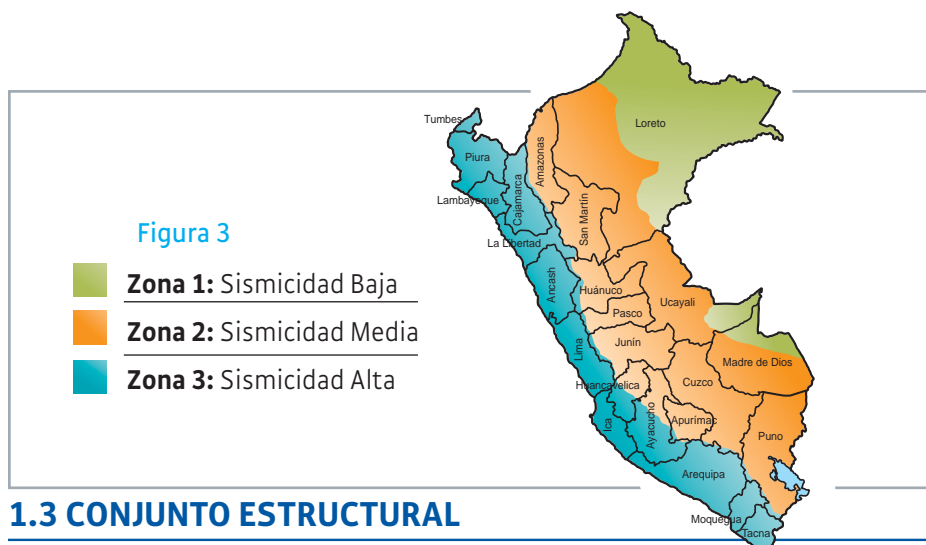 Tumbes
Piura
Lambayeque
Cajamarca
Amazonas
Loreto
San Martín
La Libertad
Figura 3
Zona 1: Sismicidad Baja
Zona 2: Sismicidad Media
Zona 3: Sismicidad Alta
Ancash
Huánuco
Ucayali
Pasco
Lima
Junín
Madre de Dios
Huancavelica
Cuzco
Ica
Ayacucho
Apurímac
Puno
Arequipa
Moquegua
Tacna
1.3 CONJUNTO ESTRUCTURAL